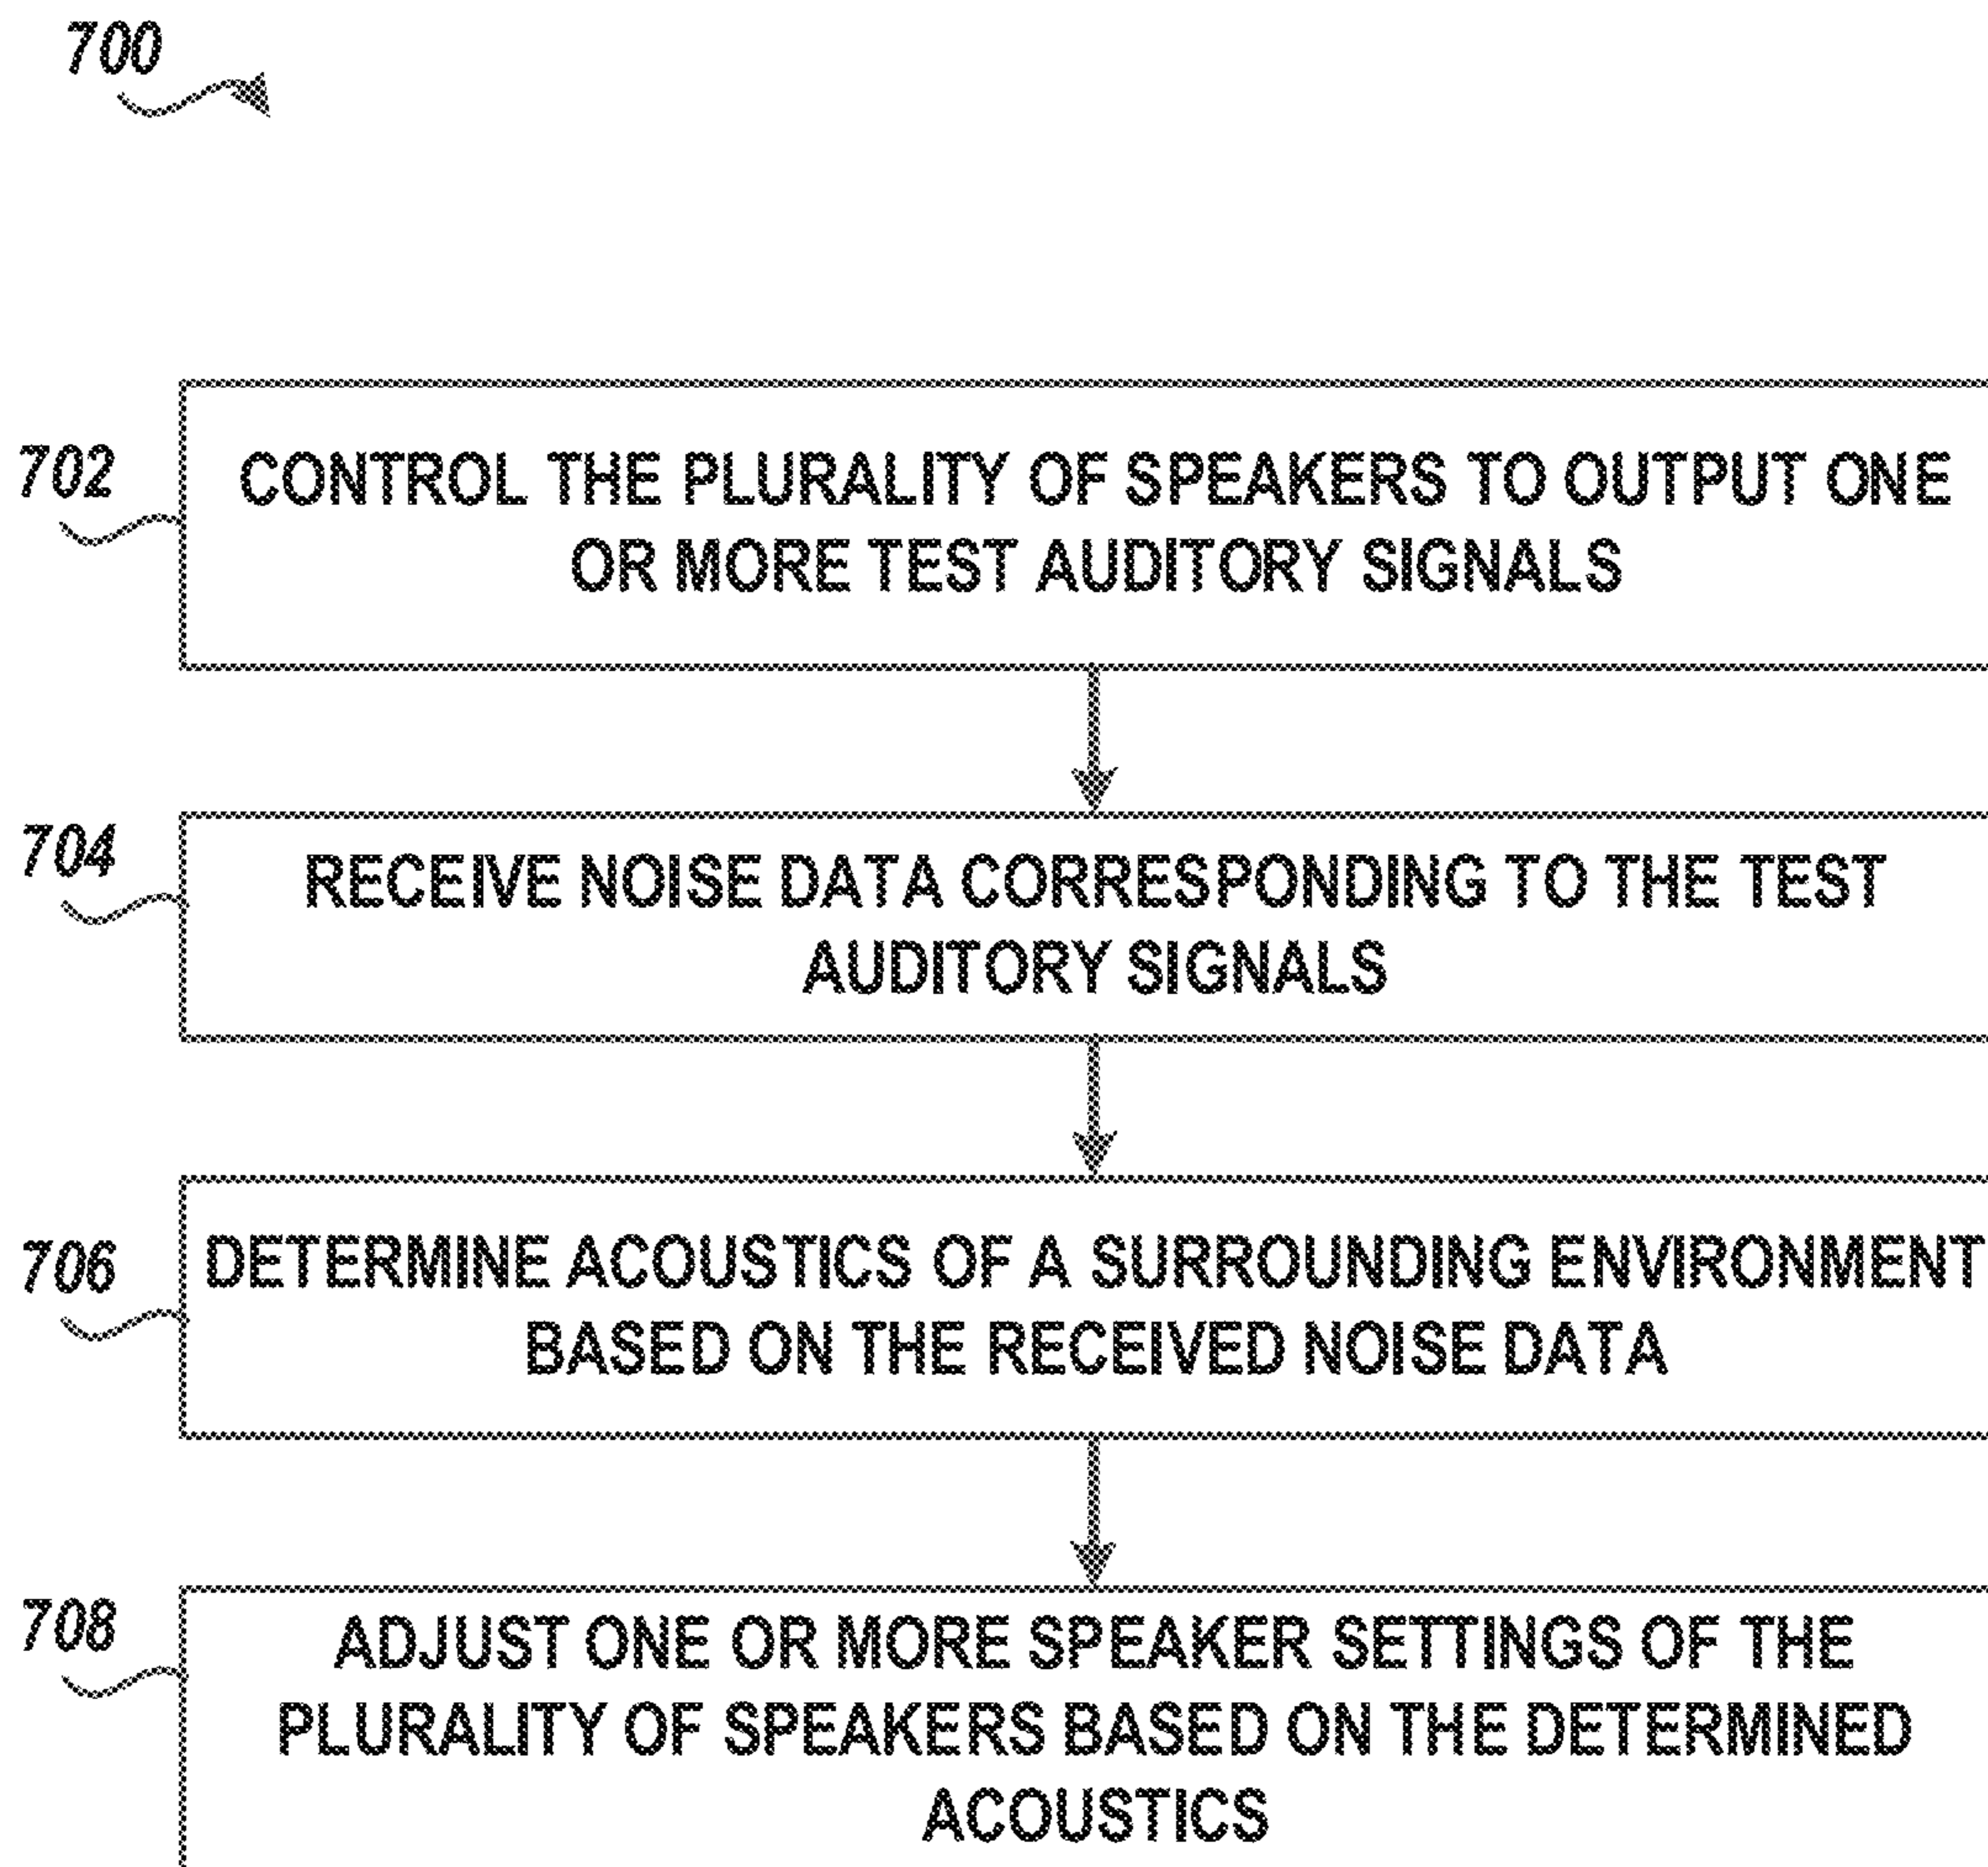 700
702
CONTROL THE PLURALITY OF SPEAKERS TO OUTPUT ONE
OR MORE TEST AUDITORY SIGNALS
704
RECEIVE NOISE DATA CORRESPONDING TO THE TEST
AUDITORY SIGNALS
706
DETERMINE ACOUSTICS OF A SURROUNDING ENVIRONMENT
BASED ON THE RECEIVED NOISE DATA
708
ADJUST ONE OR MORE SPEAKER SETTINGS OF THE
PLURALITY OF SPEAKERS BASED ON THE DETERMINED
ACOUSTICS